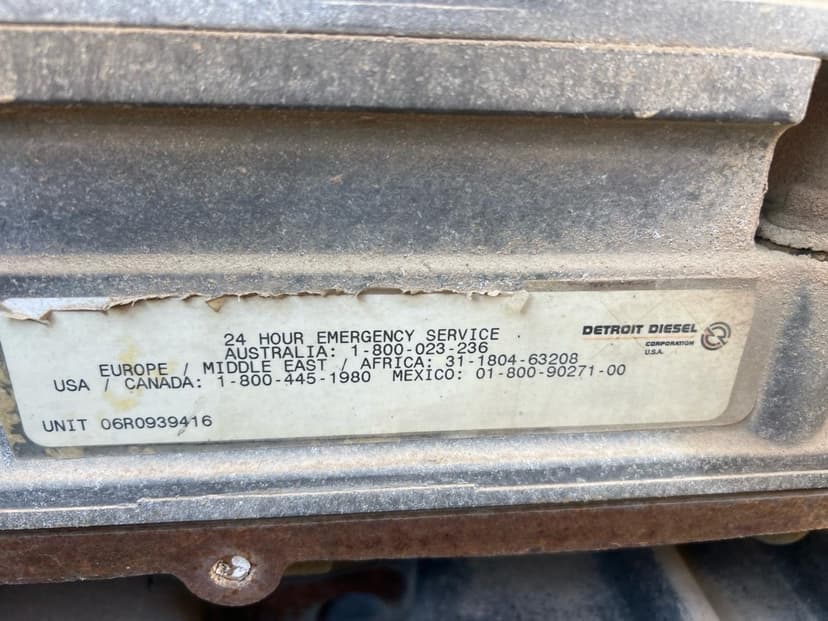 24 HOUR EMERGENCY SERVICE
AUSTRALIA: 1-800-023-236
EUROPE / MIDDLE EAST / AFRICA: 31-1804-63208
USA / CANADA: 1-800-445-1980 MEXICO: 01-800-90271-00
UNIT 06R0939416
DETROIT DIESEL
CORPORATION
U.S.A.